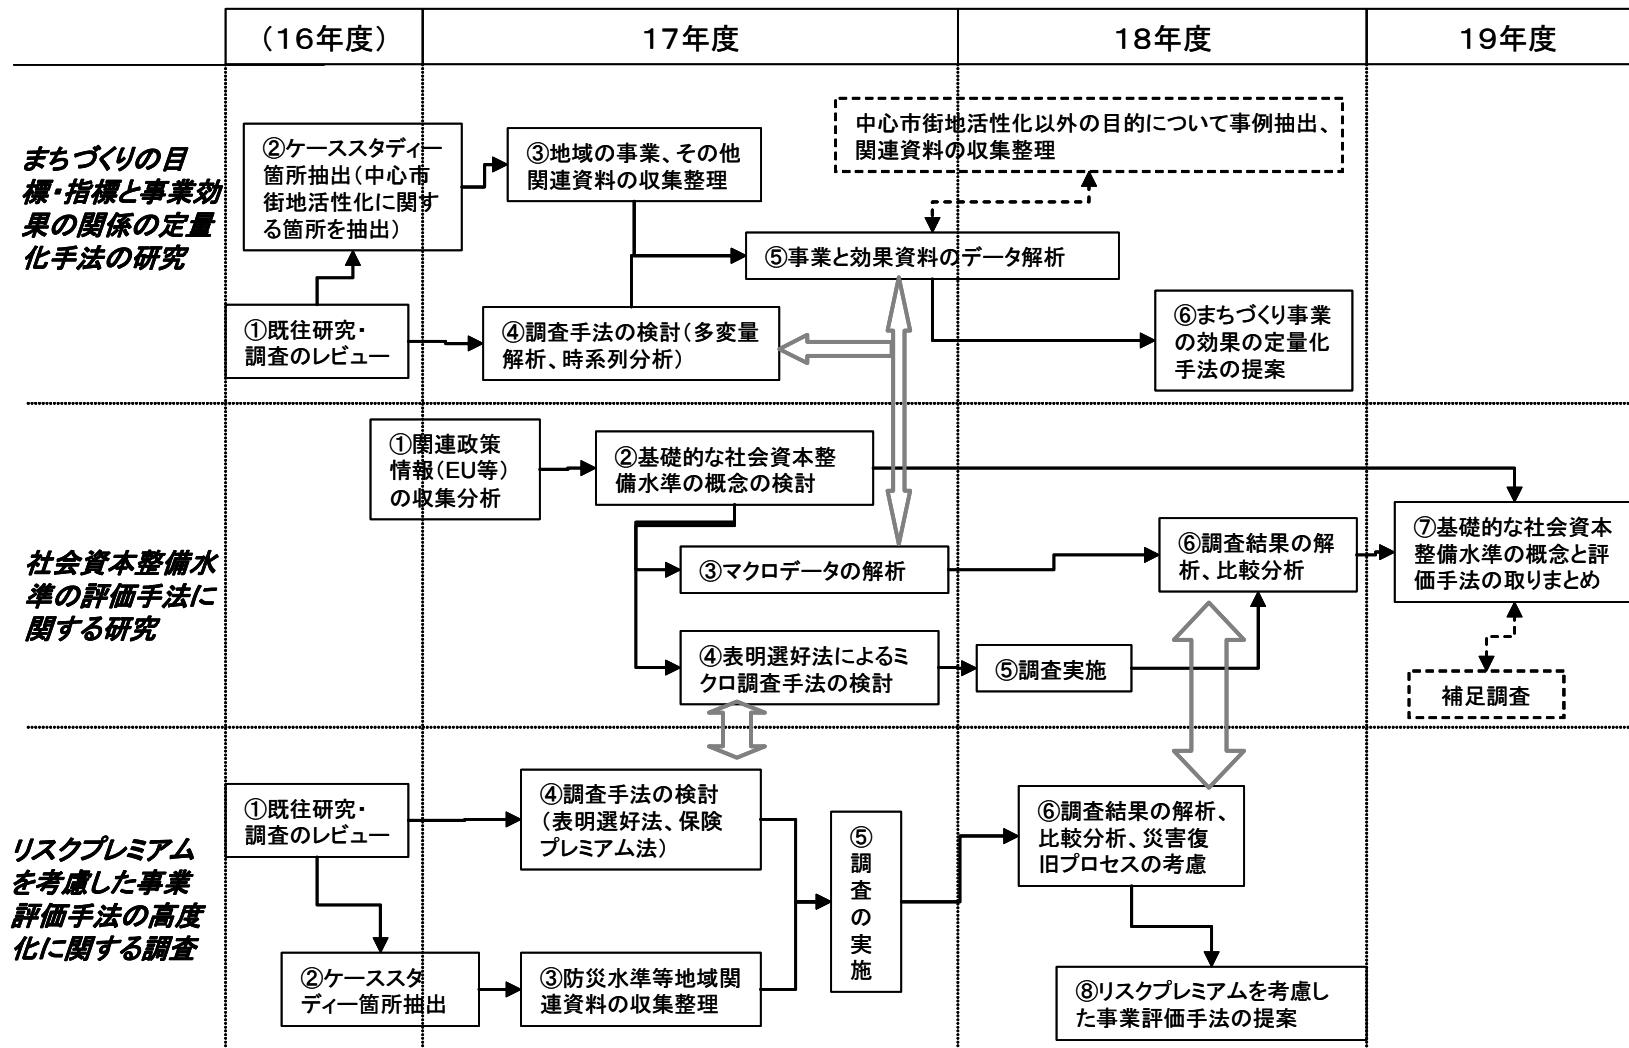 (16年度)
17年度
18年度
19年度
まちづくりの目
標・指標と事業効
果の関係の定量
化手法の研究
②ケーススタディー
箇所抽出(中心市
街地活性化に関す
る箇所を抽出)
③地域の事業、その他
関連資料の収集整理
中心市街地活性化以外の目的について事例抽出、
関連資料の収集整理
⑤事業と効果資料のデータ解析
①既往研究・
調査のレビュー
④調査手法の検討(多変量
解析、時系列分析)
⑥まちづくり事業
の効果の定量化
手法の提案
社会資本整備水
準の評価手法に
関する研究
①関連政策
情報(EU等)
の収集分析
②基礎的な社会資本整
備水準の概念の検討
③マクロデータの解析
⑥調査結果の解
析、比較分析
⑦基礎的な社会資本
整備水準の概念と評
価手法の取りまとめ
④表明選好法によるミ
クロ調査手法の検討
⑤調査実施
補足調査
リスクプレミアム
を考慮した事業
評価手法の高度
化に関する調査
①既往研究・
調査のレビュー
④調査手法の検討
(表明選好法、保険
プレミアム法)
⑤
調
査
の
実
施
⑥調査結果の解析、
比較分析、災害復
旧プロセスの考慮
②ケーススタ
ディー箇所抽出
③防災水準等地域関
連資料の収集整理
⑧リスクプレミアムを考慮し
た事業評価手法の提案